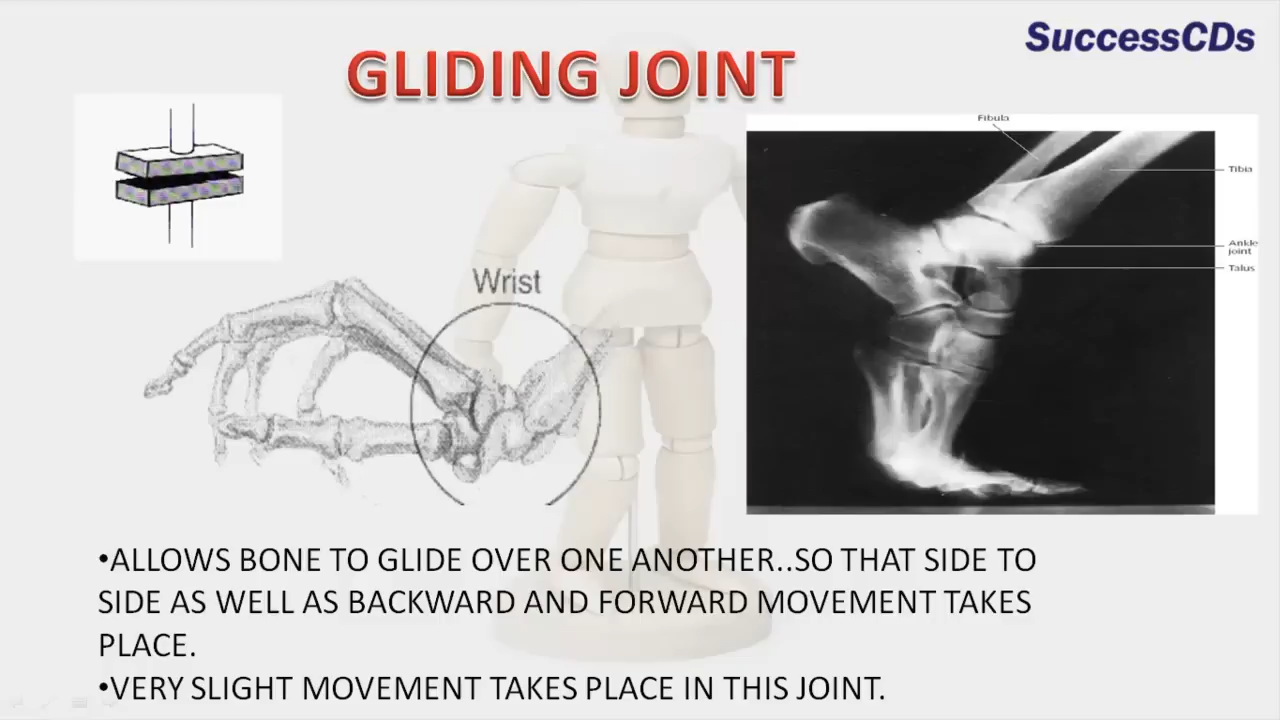 SuccessCDs
GLIDING JOINT
Fibula
Tibia
Ankle
joint
Talus
Wrist
•ALLOWS BONE TO GLIDE OVER ONE ANOTHER..SO THAT SIDE TO
SIDE AS WELL AS BACKWARD AND FORWARD MOVEMENT TAKES
PLACE.
•VERY SLIGHT MOVEMENT TAKES PLACE IN THIS JOINT.